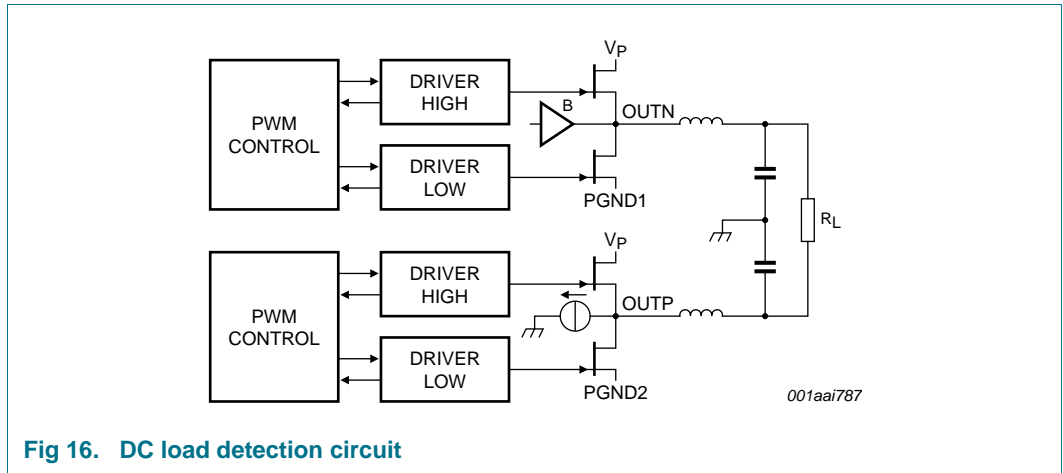 PWM
CONTROL
DRIVER
HIGH
DRIVER
LOW
VP
B
OUTN
PGND1
RL
PWM
CONTROL
DRIVER
HIGH
DRIVER
LOW
VP
OUTP
PGND2
001aai787
Fig 16. DC load detection circuit